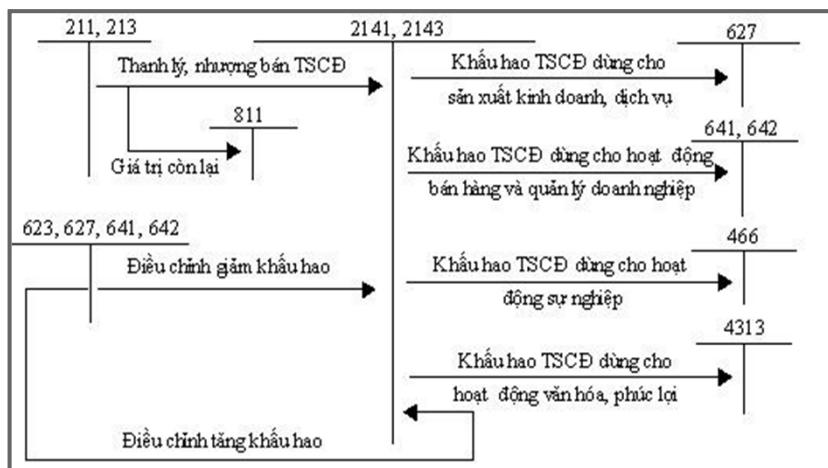 211, 213
2141, 2143
627
Thanh lý, nhượng bán TSCĐ
Khấu hao TSCĐ dùng cho
sản xuất kinh doanh, dịch vụ
811
Giá trị còn lại
641, 642
Khấu hao TSCĐ dùng cho hoạt động
bán hàng và quản lý doanh nghiệp
623, 627, 641, 642
Điều chỉnh giảm khấu hao
466
Khấu hao TSCĐ dùng cho hoạt
động sự nghiệp
4313
Khấu hao TSCĐ dùng cho
hoạt động văn hóa, phúc lợi
Điều chỉnh tăng khấu hao